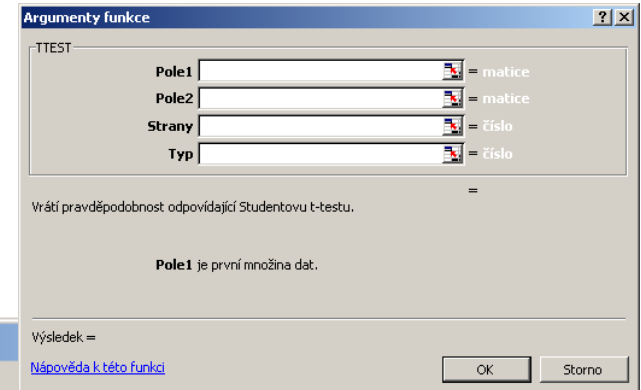 Argumenty funkce
TTEST
Pole1 = matice
Pole2 = matice
Strany = číslo
Typ = číslo
=
Vrátí pravděpodobnost odpovídající Studentovu t-testu.
Pole1 je první množina dat.
Výsledek =
Nápověda k této funkci OK Storno